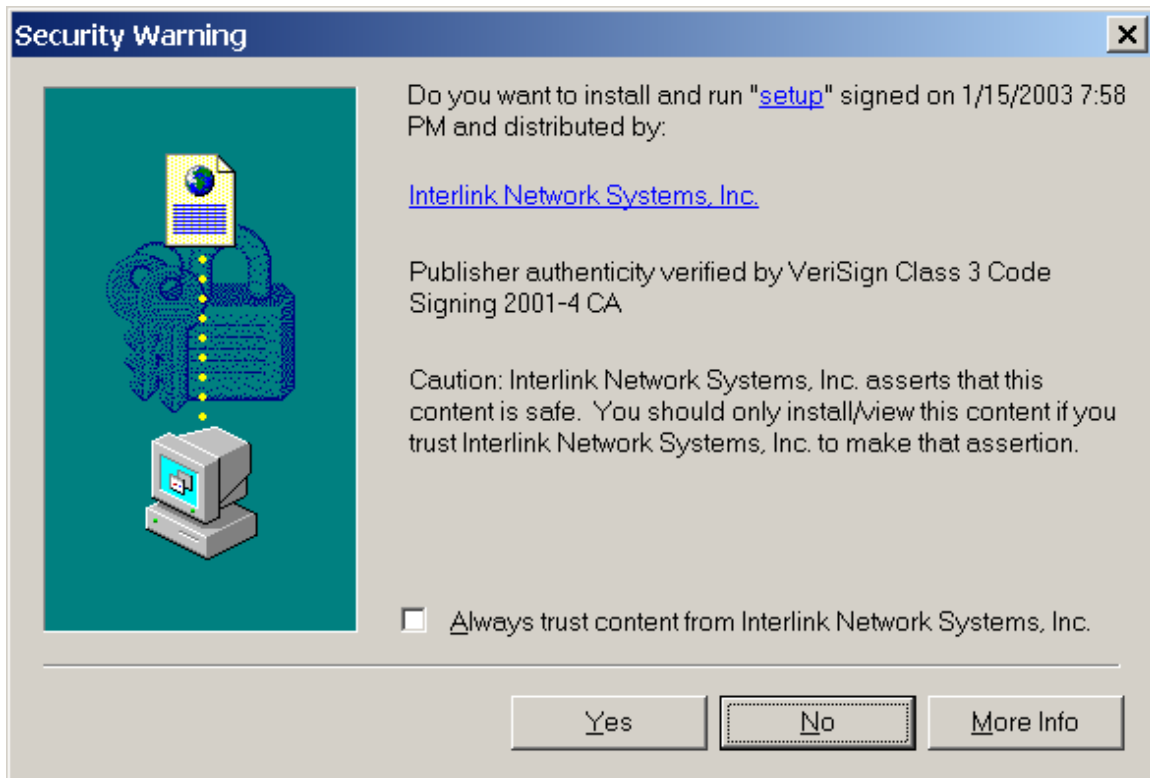 Security Warning
Do you want to install and run "setup" signed on 1/15/2003 7:58
PM and distributed by:
Interlink Network Systems, Inc.
Publisher authenticity verified by VeriSign Class 3 Code
Signing 2001-4 CA
Caution: Interlink Network Systems, Inc. asserts that this
content is safe.  You should only install/view this content if you
trust Interlink Network Systems, Inc. to make that assertion.
Always trust content from Interlink Network Systems, Inc.
Yes No More Info